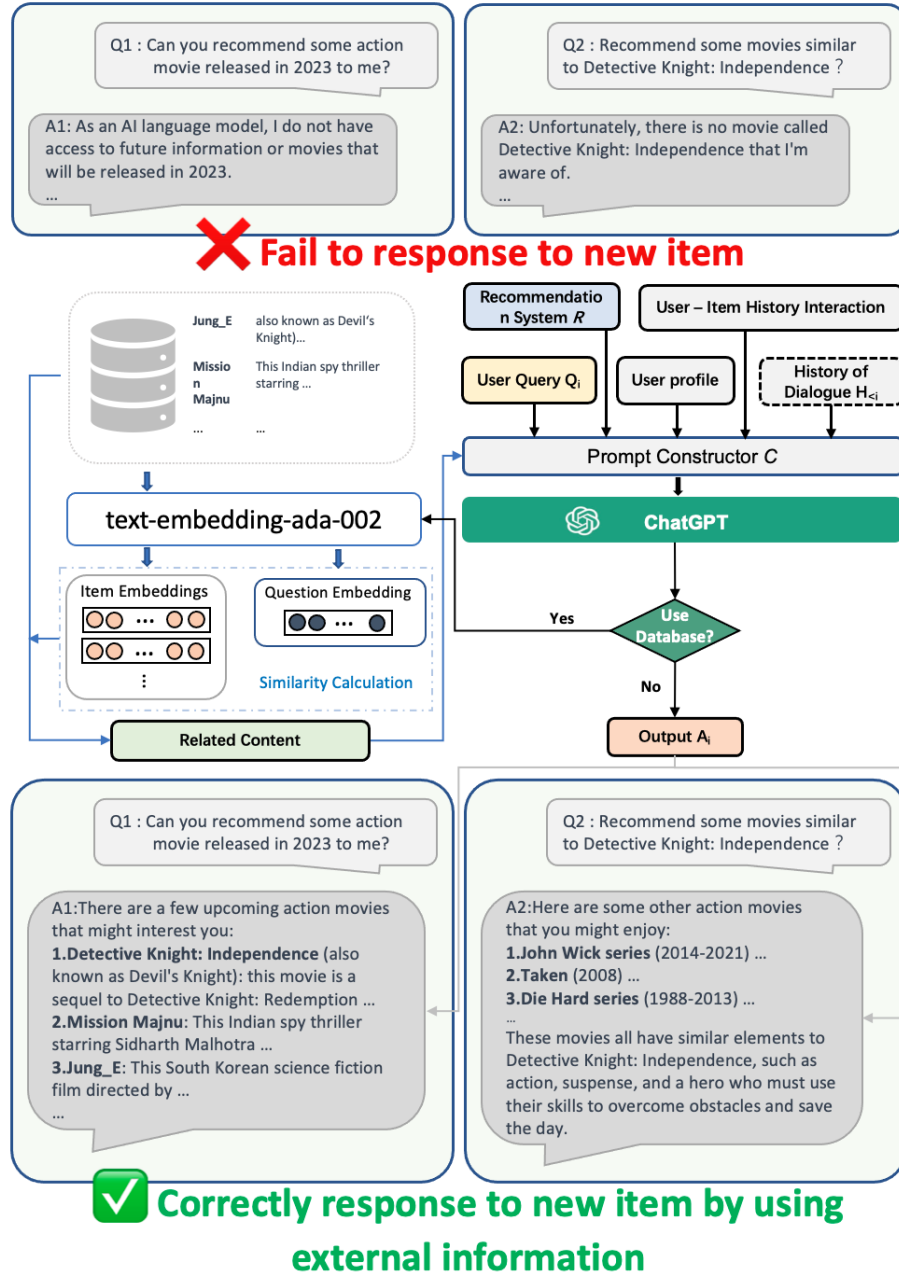 Q1 : Can you recommend some action
movie released in 2023 to me?
A1: As an AI language model, I do not have
access to future information or movies that
will be released in 2023.
...
Q2 : Recommend some movies similar
to Detective Knight: Independence ?
A2: Unfortunately, there is no movie called
Detective Knight: Independence that I'm
aware of.
...
Fail to response to new item
Jung_E
also known as Devil's
Knight)...
Missio
n
Majnu
This Indian spy thriller
starring ...
...
...
text-embedding-ada-002
Item Embeddings
...
...
Question Embedding
...
Similarity Calculation
Related Content
Recommendatio
n System R
User – Item History Interaction
User Query Qi
User profile
History of
Dialogue H<i
Prompt Constructor C
ChatGPT
Use
Database?
Yes
No
Output Ai
Q1 : Can you recommend some action
movie released in 2023 to me?
A1:There are a few upcoming action movies
that might interest you:
1.Detective Knight: Independence (also
known as Devil's Knight): this movie is a
sequel to Detective Knight: Redemption ...
2.Mission Majnu: This Indian spy thriller
starring Sidharth Malhotra ...
3.Jung_E: This South Korean science fiction
film directed by ...
...
Q2 : Recommend some movies similar
to Detective Knight: Independence ?
A2:Here are some other action movies
that you might enjoy:
1.John Wick series (2014-2021) ...
2.Taken (2008) ...
3.Die Hard series (1988-2013) ...
...
These movies all have similar elements to
Detective Knight: Independence, such as
action, suspense, and a hero who must use
their skills to overcome obstacles and save
the day.
Correctly response to new item by using
external information